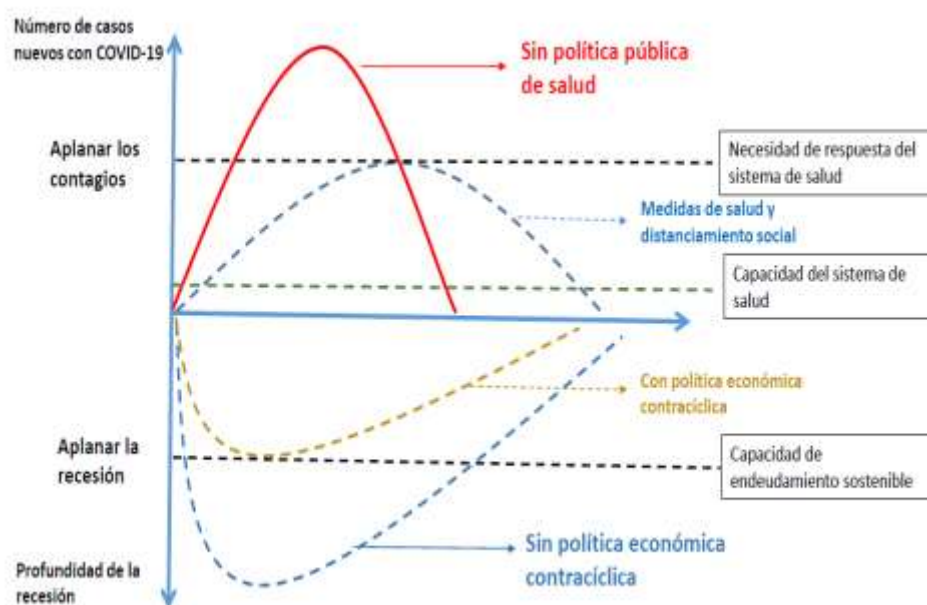 Número de casos
nuevos con COVID-19
Sin política pública
de salud
Aplanar los
contagios
Necesidad de respuesta del
sistema de salud
Medidas de salud y
distanciamiento social
Capacidad del sistema de
salud
Con política económica
contracíclica
Aplanar la
recesión
Capacidad de
endeudamiento sostenible
Sin política económica
contracíclica
Profundidad de la
recesión